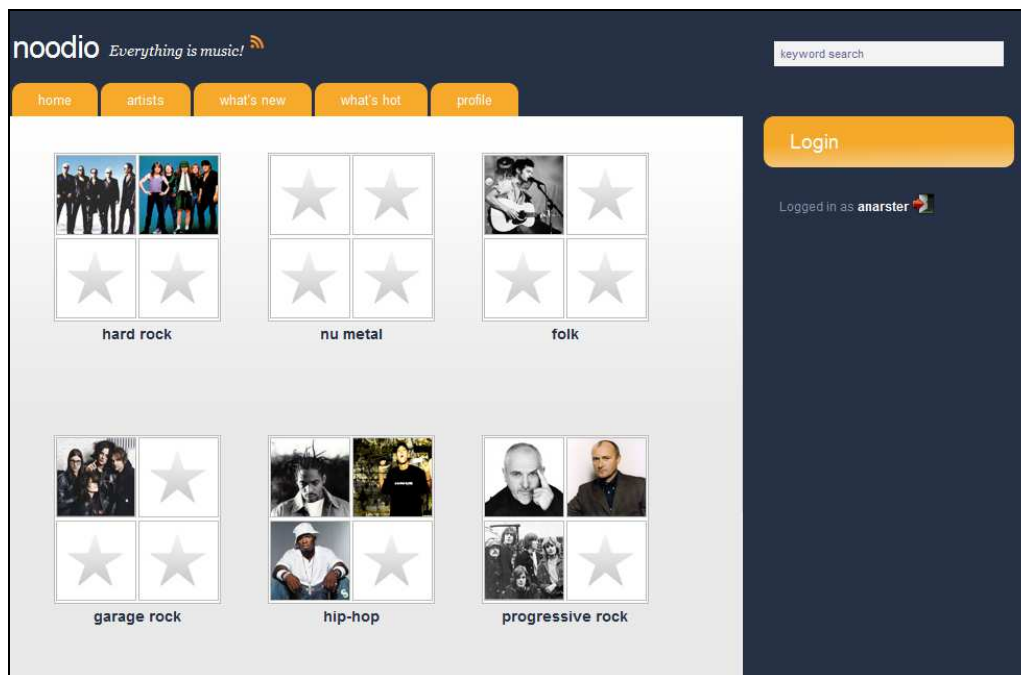 noodio Everything is music!
keyword search
home artists what's new what's hot profile
Login
Logged in as anarster
hard rock nu metal folk
garage rock hip-hop progressive rock